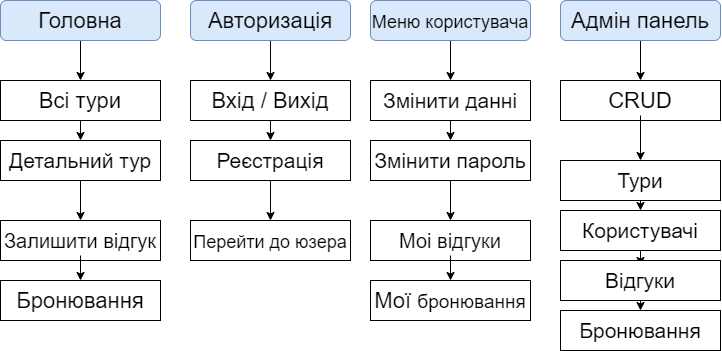 Головна
Всі тури
Детальний тур
Залишити відгук
Бронювання
Авторизація
Вхід / Вихід
Реєстрація
Перейти до юзера
Меню користувача
Змінити данні
Змінити пароль
Моі відгуки
Мої бронювання
Адмін панель
CRUD
Тури
Користувачі
Відгуки
Бронювання